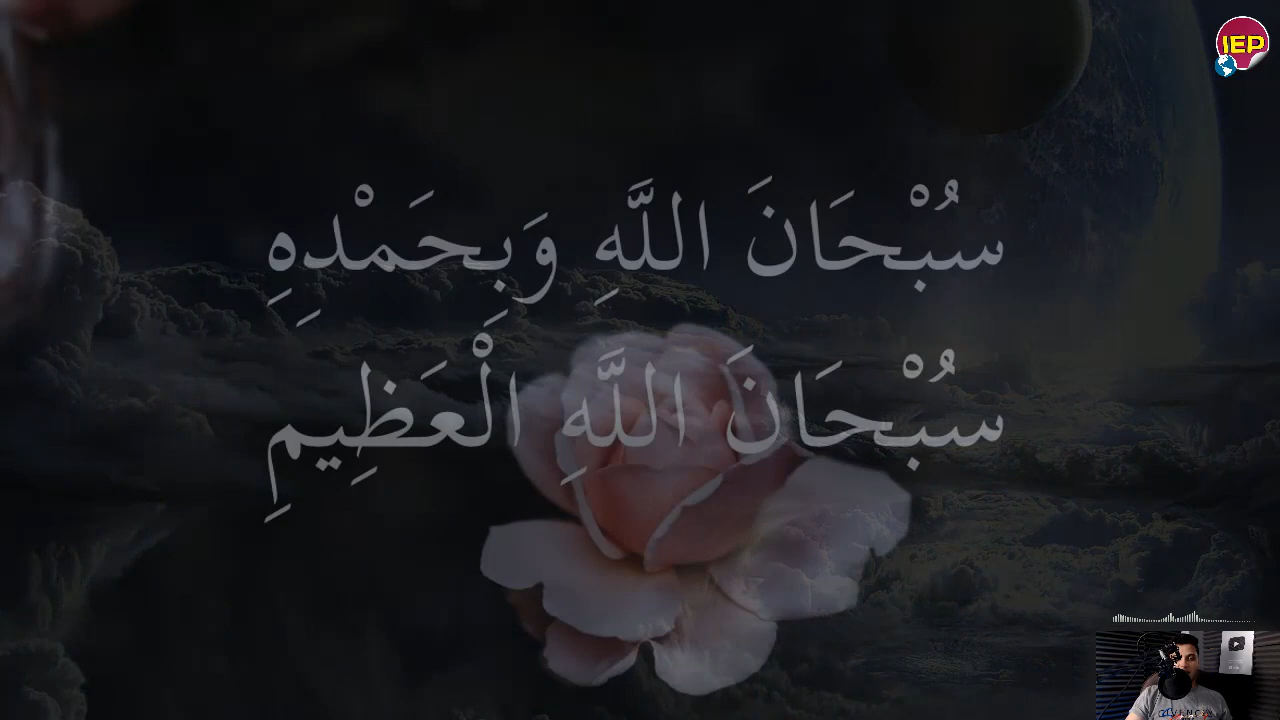 IEP
سُبْحَانَ اللَّهِ وَبِحَمْدِهِ
سُبْحَانَ اللَّهِ الْعَظِيمِ